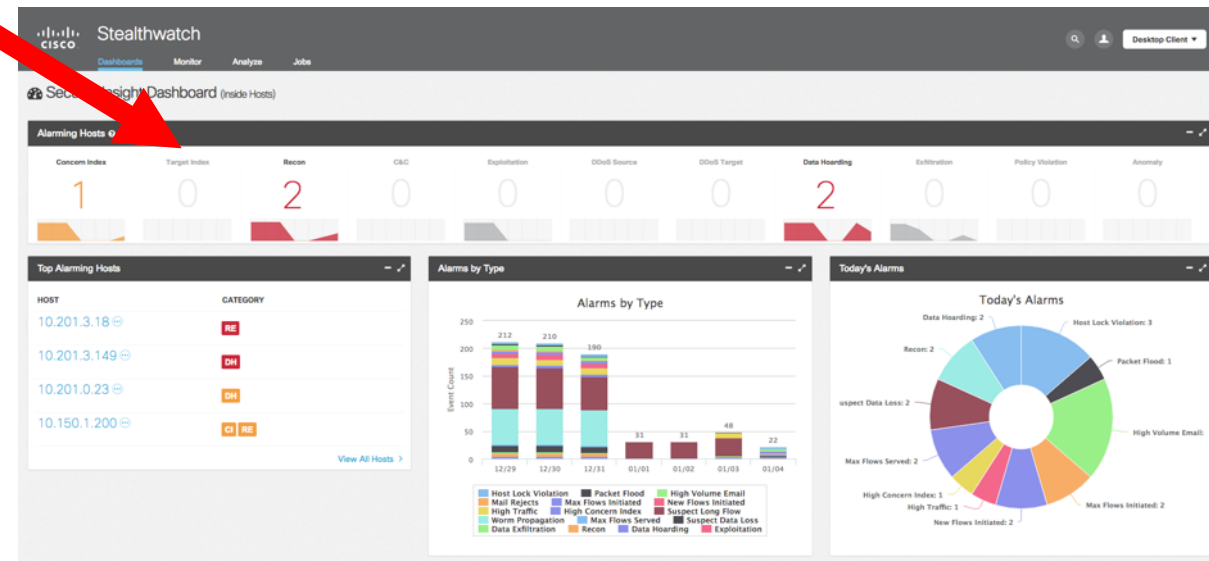 CISCO
Stealthwatch
Desktop Client
Dashboards Monitor Analyze Jobs
Dashboard (Inside Hosts)
Alarming Hosts
Concern Index Target Index Recon C&C Exploitation DDoS Source DDoS Target Data Hoarding Exfiltration Policy Violation Anomaly
1 0 2 0 0 0 0 2 0 0 0
Top Alarming Hosts
HOST CATEGORY
10.201.3.18 RE
10.201.3.149 DH
10.201.0.23 DH
10.150.1.200 CI RE
View All Hosts >
Alarms by Type
Alarms by Type
Event Count
250
200
150
100
50
0
212 210 190 31 31 48 22
12/29 12/30 12/31 01/01 01/02 01/03 01/04
Host Lock Violation Packet Flood High Volume Email
Mail Rejects Max Flows Initiated New Flows Initiated
High Traffic High Concern Index Suspect Long Flow
Worm Propagation Max Flows Served Suspect Data Loss
Data Exfiltration Recon Data Hoarding Exploitation
Today's Alarms
Today's Alarms
Data Hoarding: 2
Host Lock Violation: 3
Recon: 2
Packet Flood: 1
uspect Data Loss: 2
High Volume Email:
Max Flows Served: 2
High Concern Index: 1
High Traffic: 1
Max Flows Initiated: 2
New Flows Initiated: 2